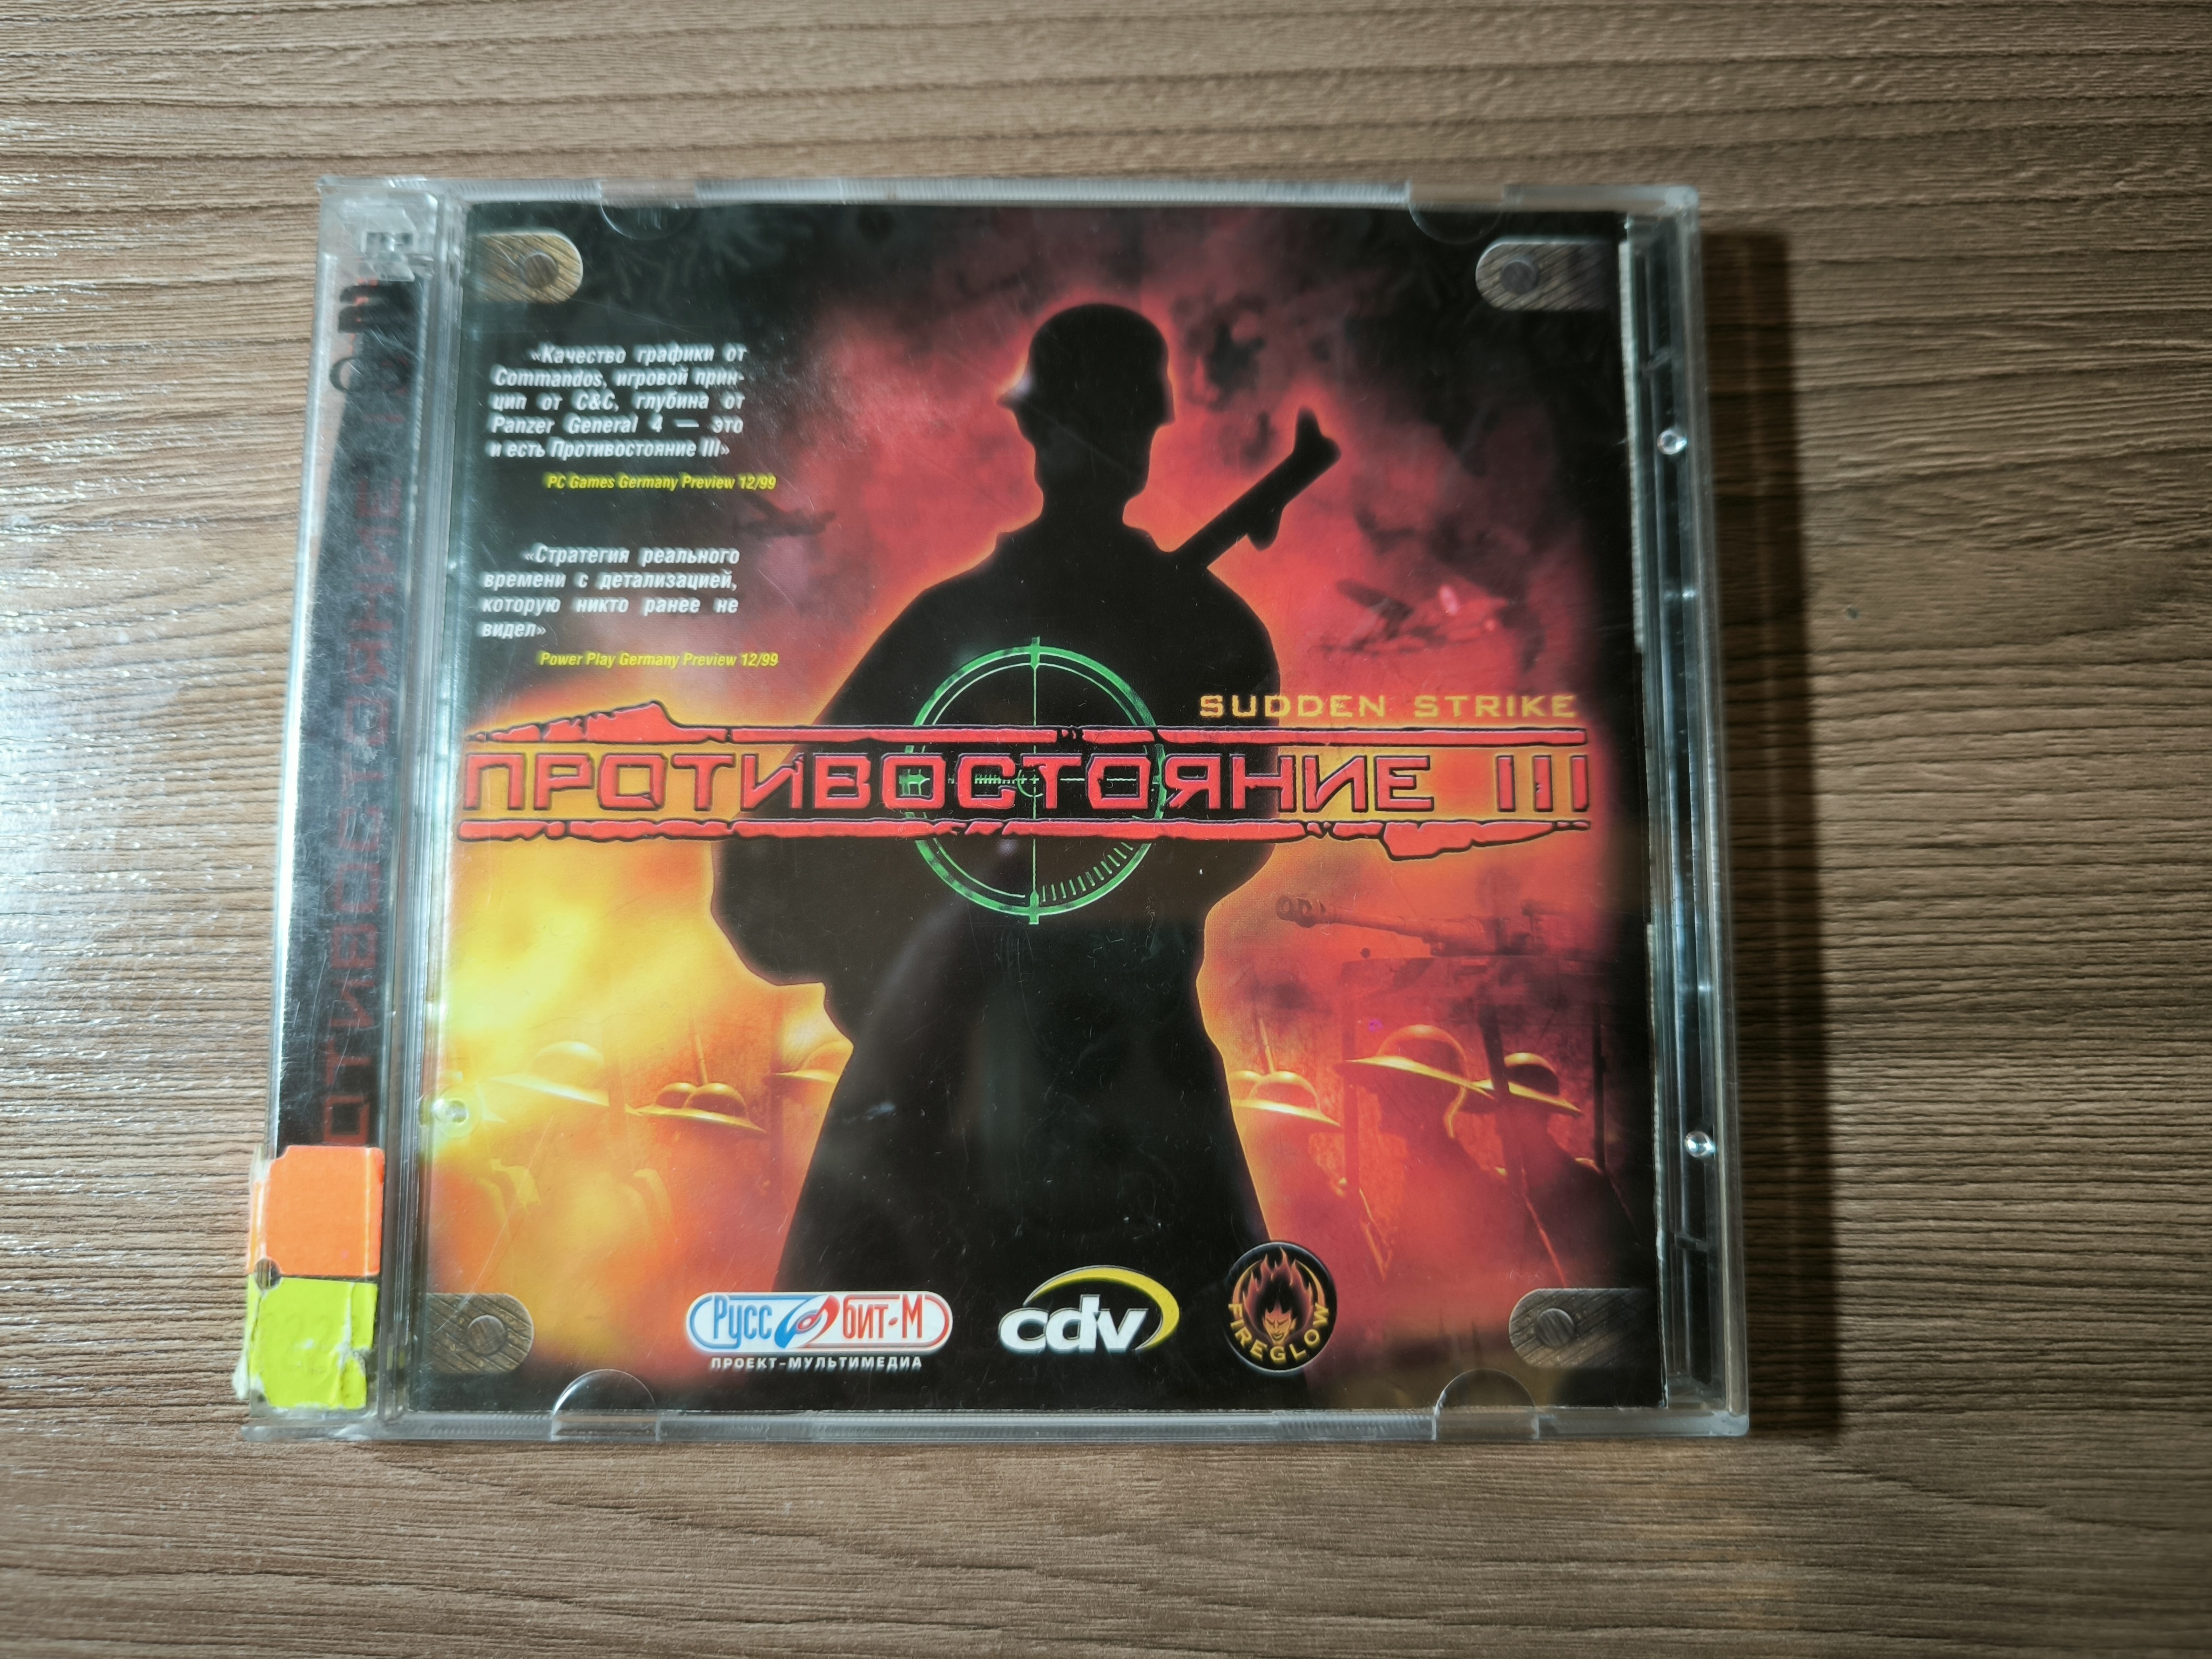 «Качество графики от
Commandos, игровой прин-
цип от C&C, глубина от
Panzer General 4 — это
и есть Противостояние III»
PC Games Germany Preview 12/99
«Стратегия реального
времени с детализацией,
которую никто ранее не
видел»
Power Play Germany Preview 12/99
SUDDEN STRIKE
ПРОТИВОСТОЯНИЕ III
Русс бит-М
ПРОЕКТ-МУЛЬТИМЕДИА
cdv
FIREGLOW